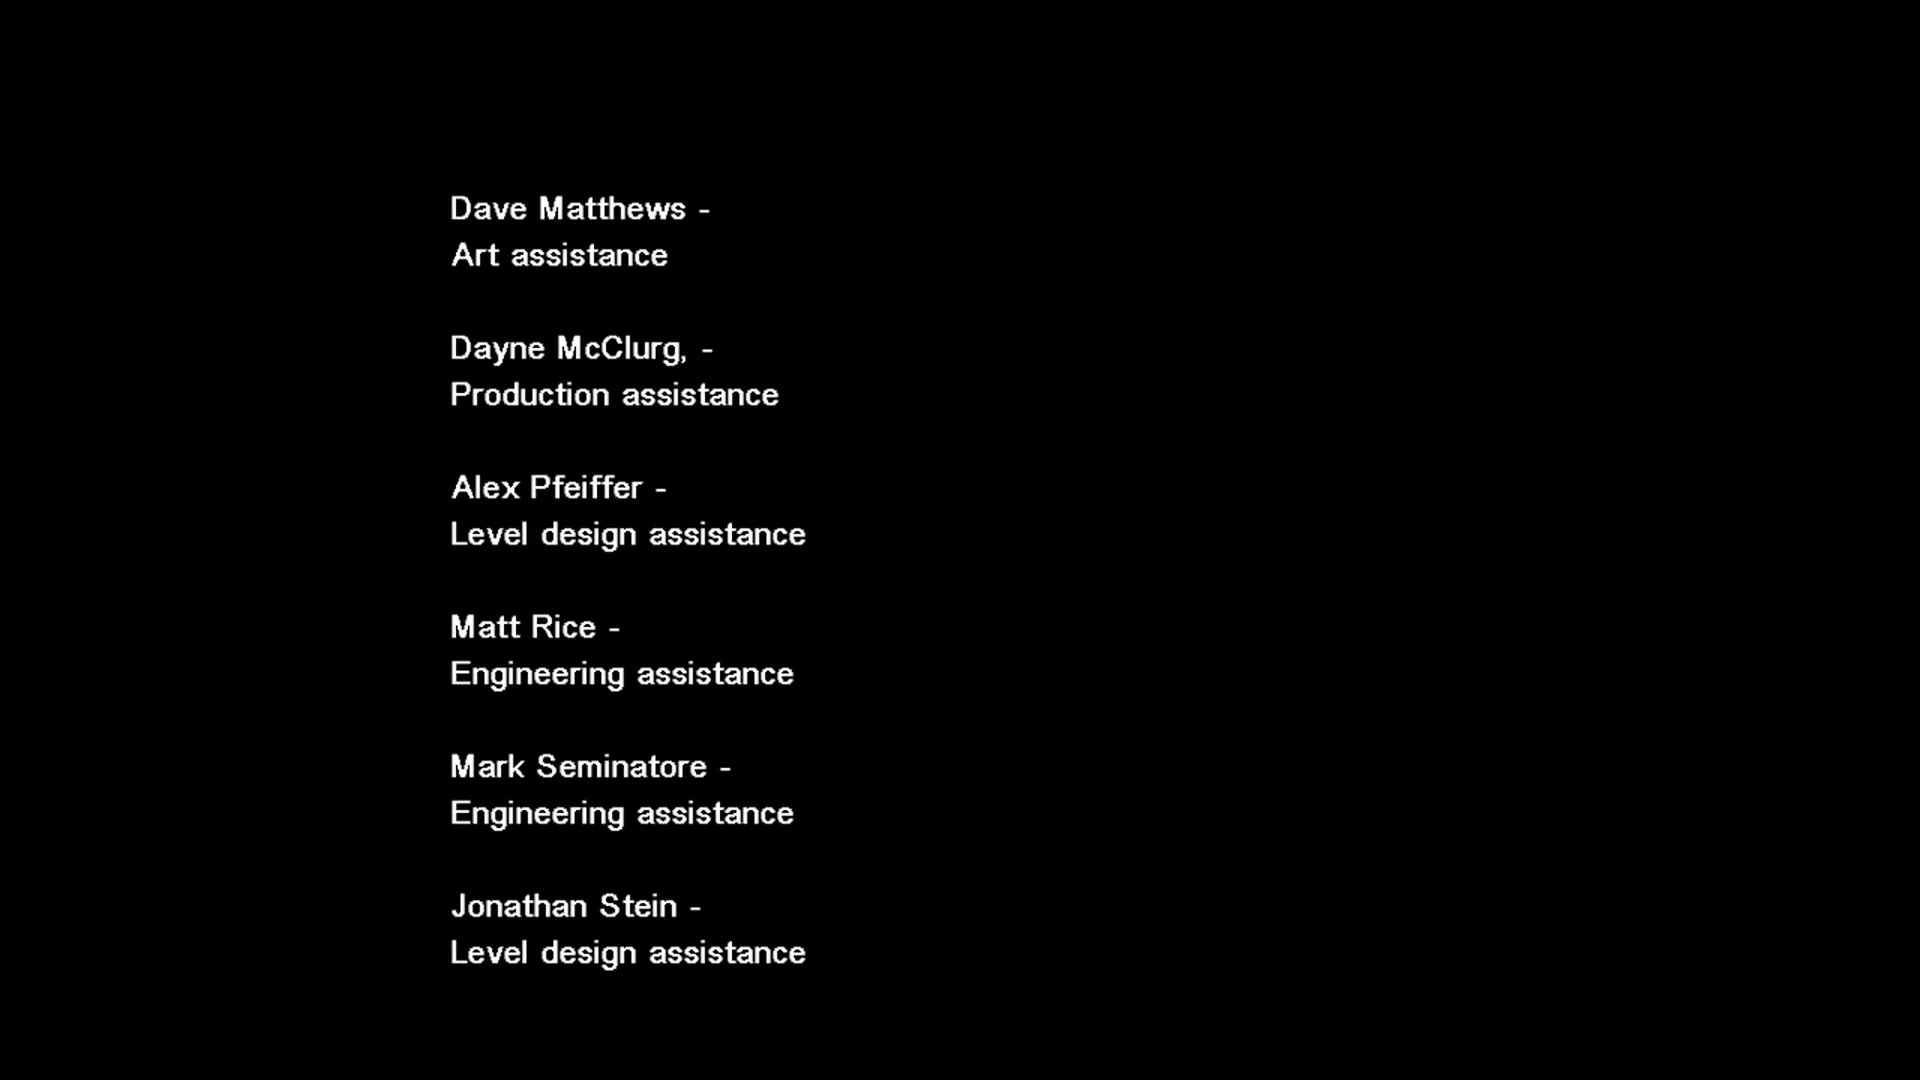 Dave Matthews -
Art assistance
Dayne McClurg, -
Production assistance
Alex Pfeiffer -
Level design assistance
Matt Rice -
Engineering assistance
Mark Seminatore -
Engineering assistance
Jonathan Stein -
Level design assistance